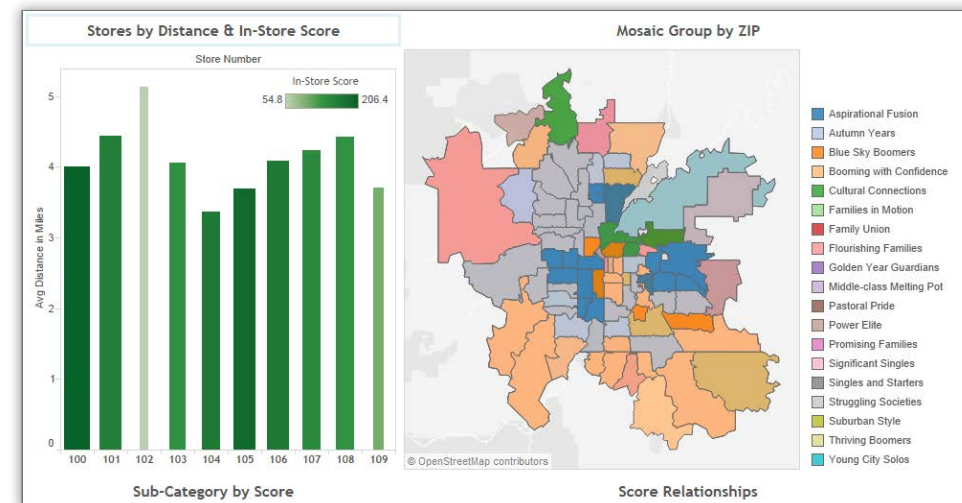 Stores by Distance & In-Store Score
Store Number
In-Store Score
54.8 206.4
Avg Distance in Miles
5
4
3
2
1
0
100 101 102 103 104 105 106 107 108 109
Mosaic Group by ZIP
© OpenStreetMap contributors
Aspirational Fusion
Autumn Years
Blue Sky Boomers
Booming with Confidence
Cultural Connections
Families in Motion
Family Union
Flourishing Families
Golden Year Guardians
Middle-class Melting Pot
Pastoral Pride
Power Elite
Promising Families
Significant Singles
Singles and Starters
Struggling Societies
Suburban Style
Thriving Boomers
Young City Solos
Sub-Category by Score
Score Relationships